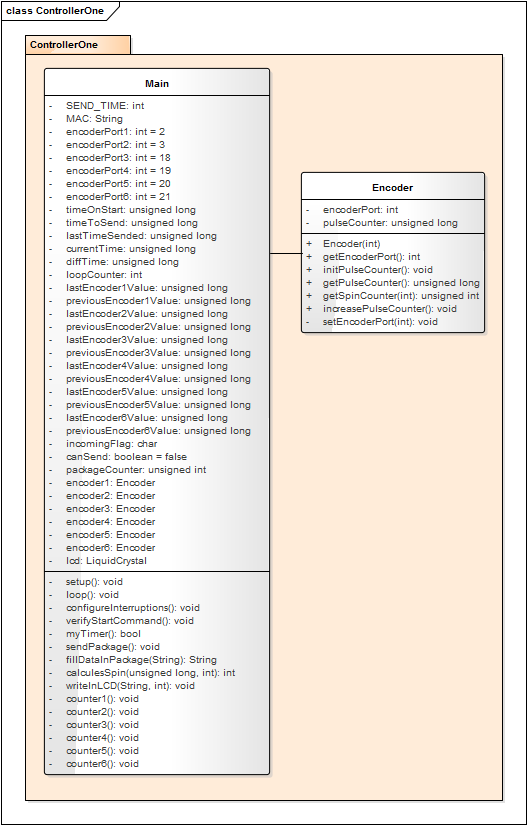 class ControllerOne
ControllerOne
Main
- SEND_TIME: int
- MAC: String
- encoderPort1: int = 2
- encoderPort2: int = 3
- encoderPort3: int = 18
- encoderPort4: int = 19
- encoderPort5: int = 20
- encoderPort6: int = 21
- timeOnStart: unsigned long
- timeToSend: unsigned long
- lastTimeSended: unsigned long
- currentTime: unsigned long
- diffTime: unsigned long
- loopCounter: int
- lastEncoder1Value: unsigned long
- previousEncoder1Value: unsigned long
- lastEncoder2Value: unsigned long
- previousEncoder2Value: unsigned long
- lastEncoder3Value: unsigned long
- previousEncoder3Value: unsigned long
- lastEncoder4Value: unsigned long
- previousEncoder4Value: unsigned long
- lastEncoder5Value: unsigned long
- previousEncoder5Value: unsigned long
- lastEncoder6Value: unsigned long
- previousEncoder6Value: unsigned long
- incomingFlag: char
- canSend: boolean = false
- packageCounter: unsigned int
- encoder1: Encoder
- encoder2: Encoder
- encoder3: Encoder
- encoder4: Encoder
- encoder5: Encoder
- encoder6: Encoder
- lcd: LiquidCrystal
- setup(): void
- loop(): void
- configureInterruptions(): void
- verifyStartCommand(): void
- myTimer(): bool
- sendPackage(): void
- fillDataInPackage(String): String
- calculesSpin(unsigned long, int): int
- writeInLCD(String, int): void
- counter1(): void
- counter2(): void
- counter3(): void
- counter4(): void
- counter5(): void
- counter6(): void
Encoder
- encoderPort: int
- pulseCounter: unsigned long
+ Encoder(int)
+ getEncoderPort(): int
+ initPulseCounter(): void
+ getPulseCounter(): unsigned long
+ getSpinCounter(int): unsigned int
+ increasePulseCounter(): void
- setEncoderPort(int): void